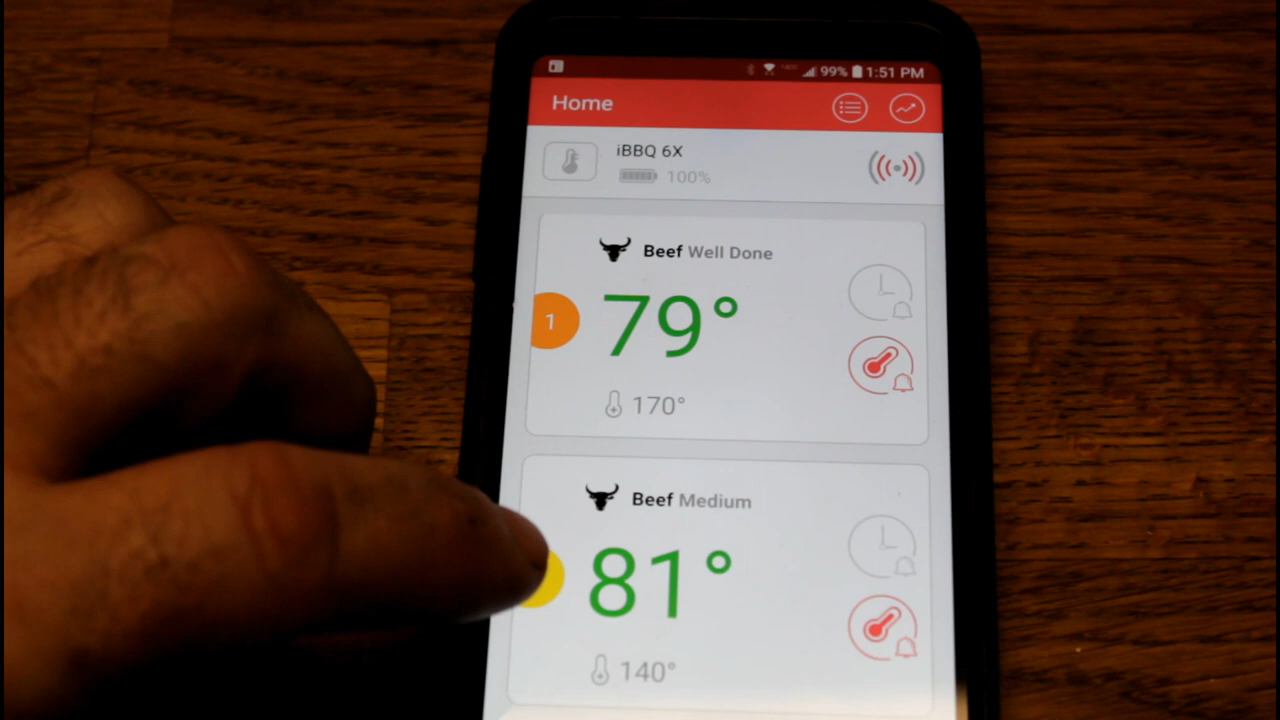 99% 1:51 PM
Home
iBBQ 6X
100%
Beef Well Done
1
79°
170°
Beef Medium
81°
140°